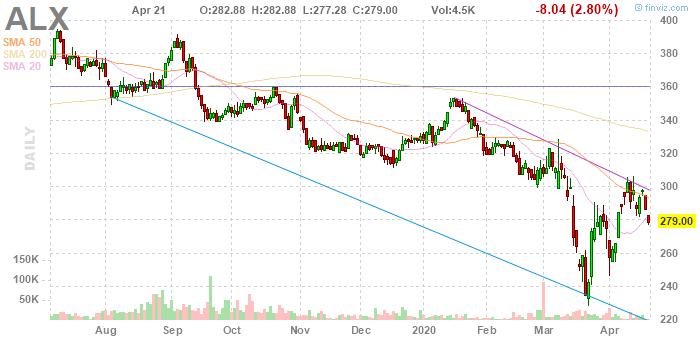 ALX Apr 21 O:282.88 H:282.88 L:277.28 C:279.00 Vol:4.5K -8.04 (2.80%)
© finviz.com
SMA 50
SMA 200
SMA 20
DAILY
400
380
360
340
320
300
279.00
260
240
220
150K
100K
50K
Aug Sep Oct Nov Dec 2020 Feb Mar Apr